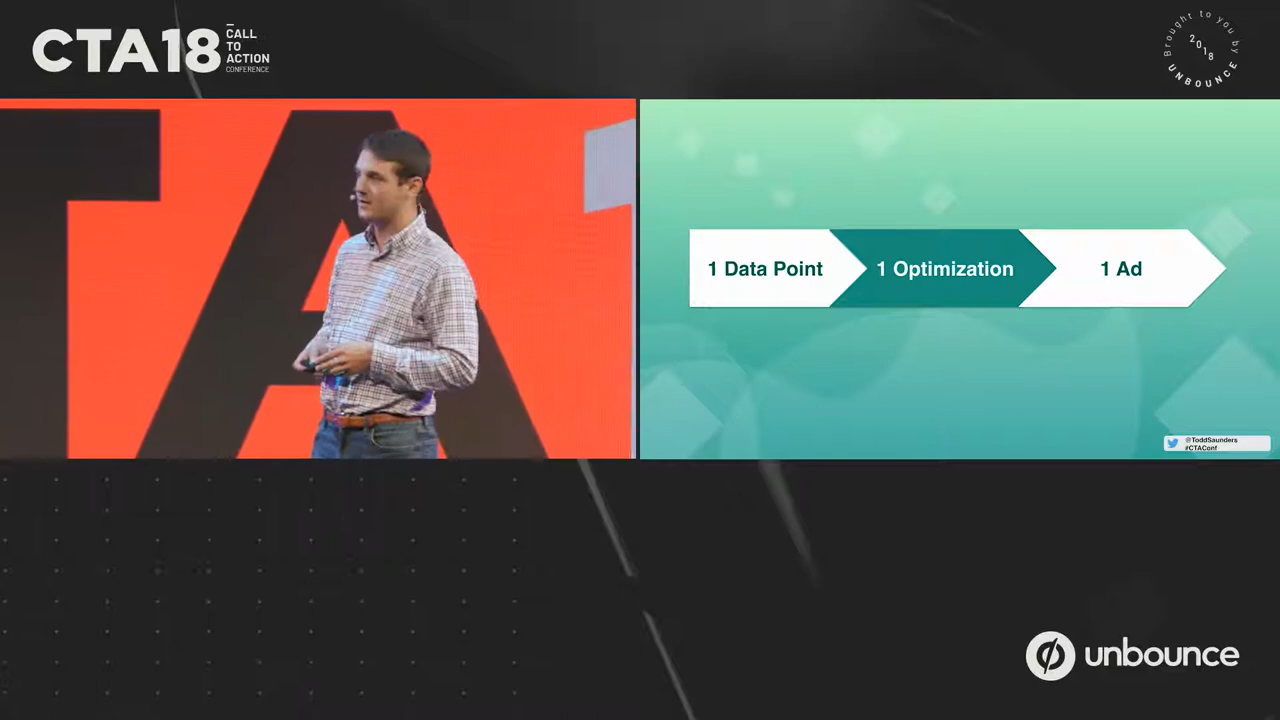 CTA18
CALL
TO
ACTION
CONFERENCE
Brought to you by
2018
UNBOUNCE
TA1
1 Data Point
1 Optimization
1 Ad
@ToddSaunders
#CTAConf
unbounce